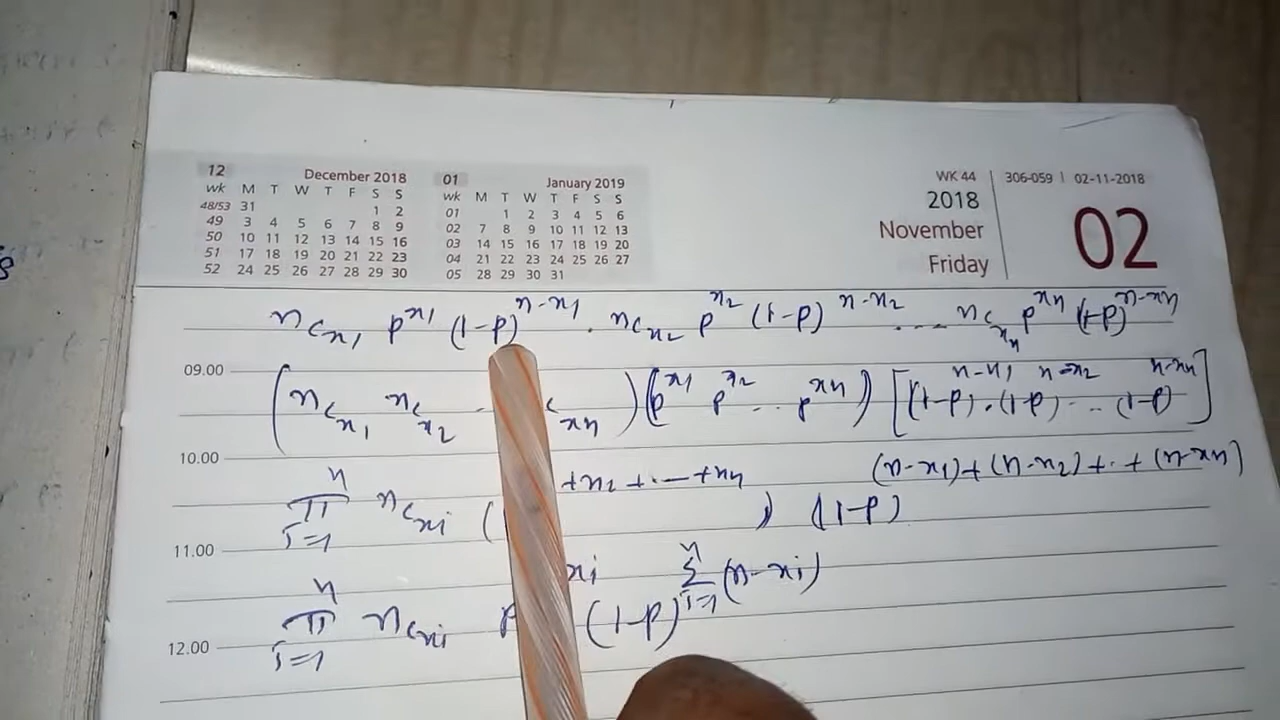 12 December 2018
wk M T W T F S S
48/53 31 1 2
49 3 4 5 6 7 8 9
50 10 11 12 13 14 15 16
51 17 18 19 20 21 22 23
52 24 25 26 27 28 29 30
01 January 2019
wk M T W T F S S
01 1 2 3 4 5 6
02 7 8 9 10 11 12 13
03 14 15 16 17 18 19 20
04 21 22 23 24 25 26 27
05 28 29 30 31
WK 44
2018
November
Friday
306-059 | 02-11-2018
02
ⁿCₓ₁ p^x₁ (1-p)^n-x₁ · ⁿCₓ₂ p^x₂ (1-p)^n-x₂ ... ⁿCₓₙ p^xₙ (1-p)^n-xₙ
09.00
(ⁿCₓ₁ ⁿCₓ₂ . Cₓₙ) (p^x₁ p^x₂ ... p^xₙ) [(1-p)^n-x₁ · (1-p)^n-x₂ ... (1-p)^n-xₙ]
10.00
n π i=1 ⁿCₓᵢ ( +x₂+...+xₙ ) (1-p)^(n-x₁)+(n-x₂)+..+(n-xₙ)
11.00
n π i=1 ⁿCₓᵢ p xᵢ (1-p)^n Σ i=1 (n-xᵢ)
12.00